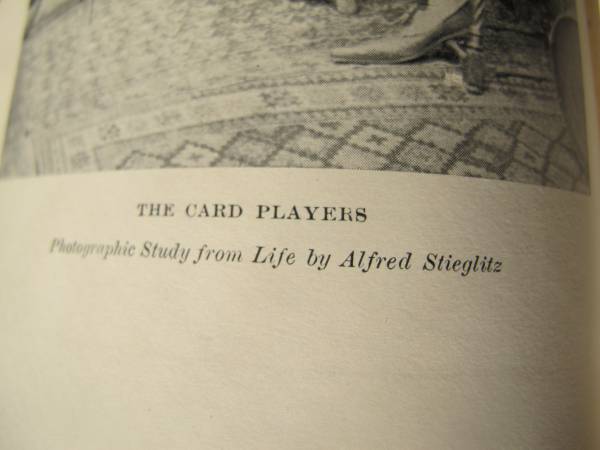 THE CARD PLAYERS
Photographic Study from Life by Alfred Stieglitz